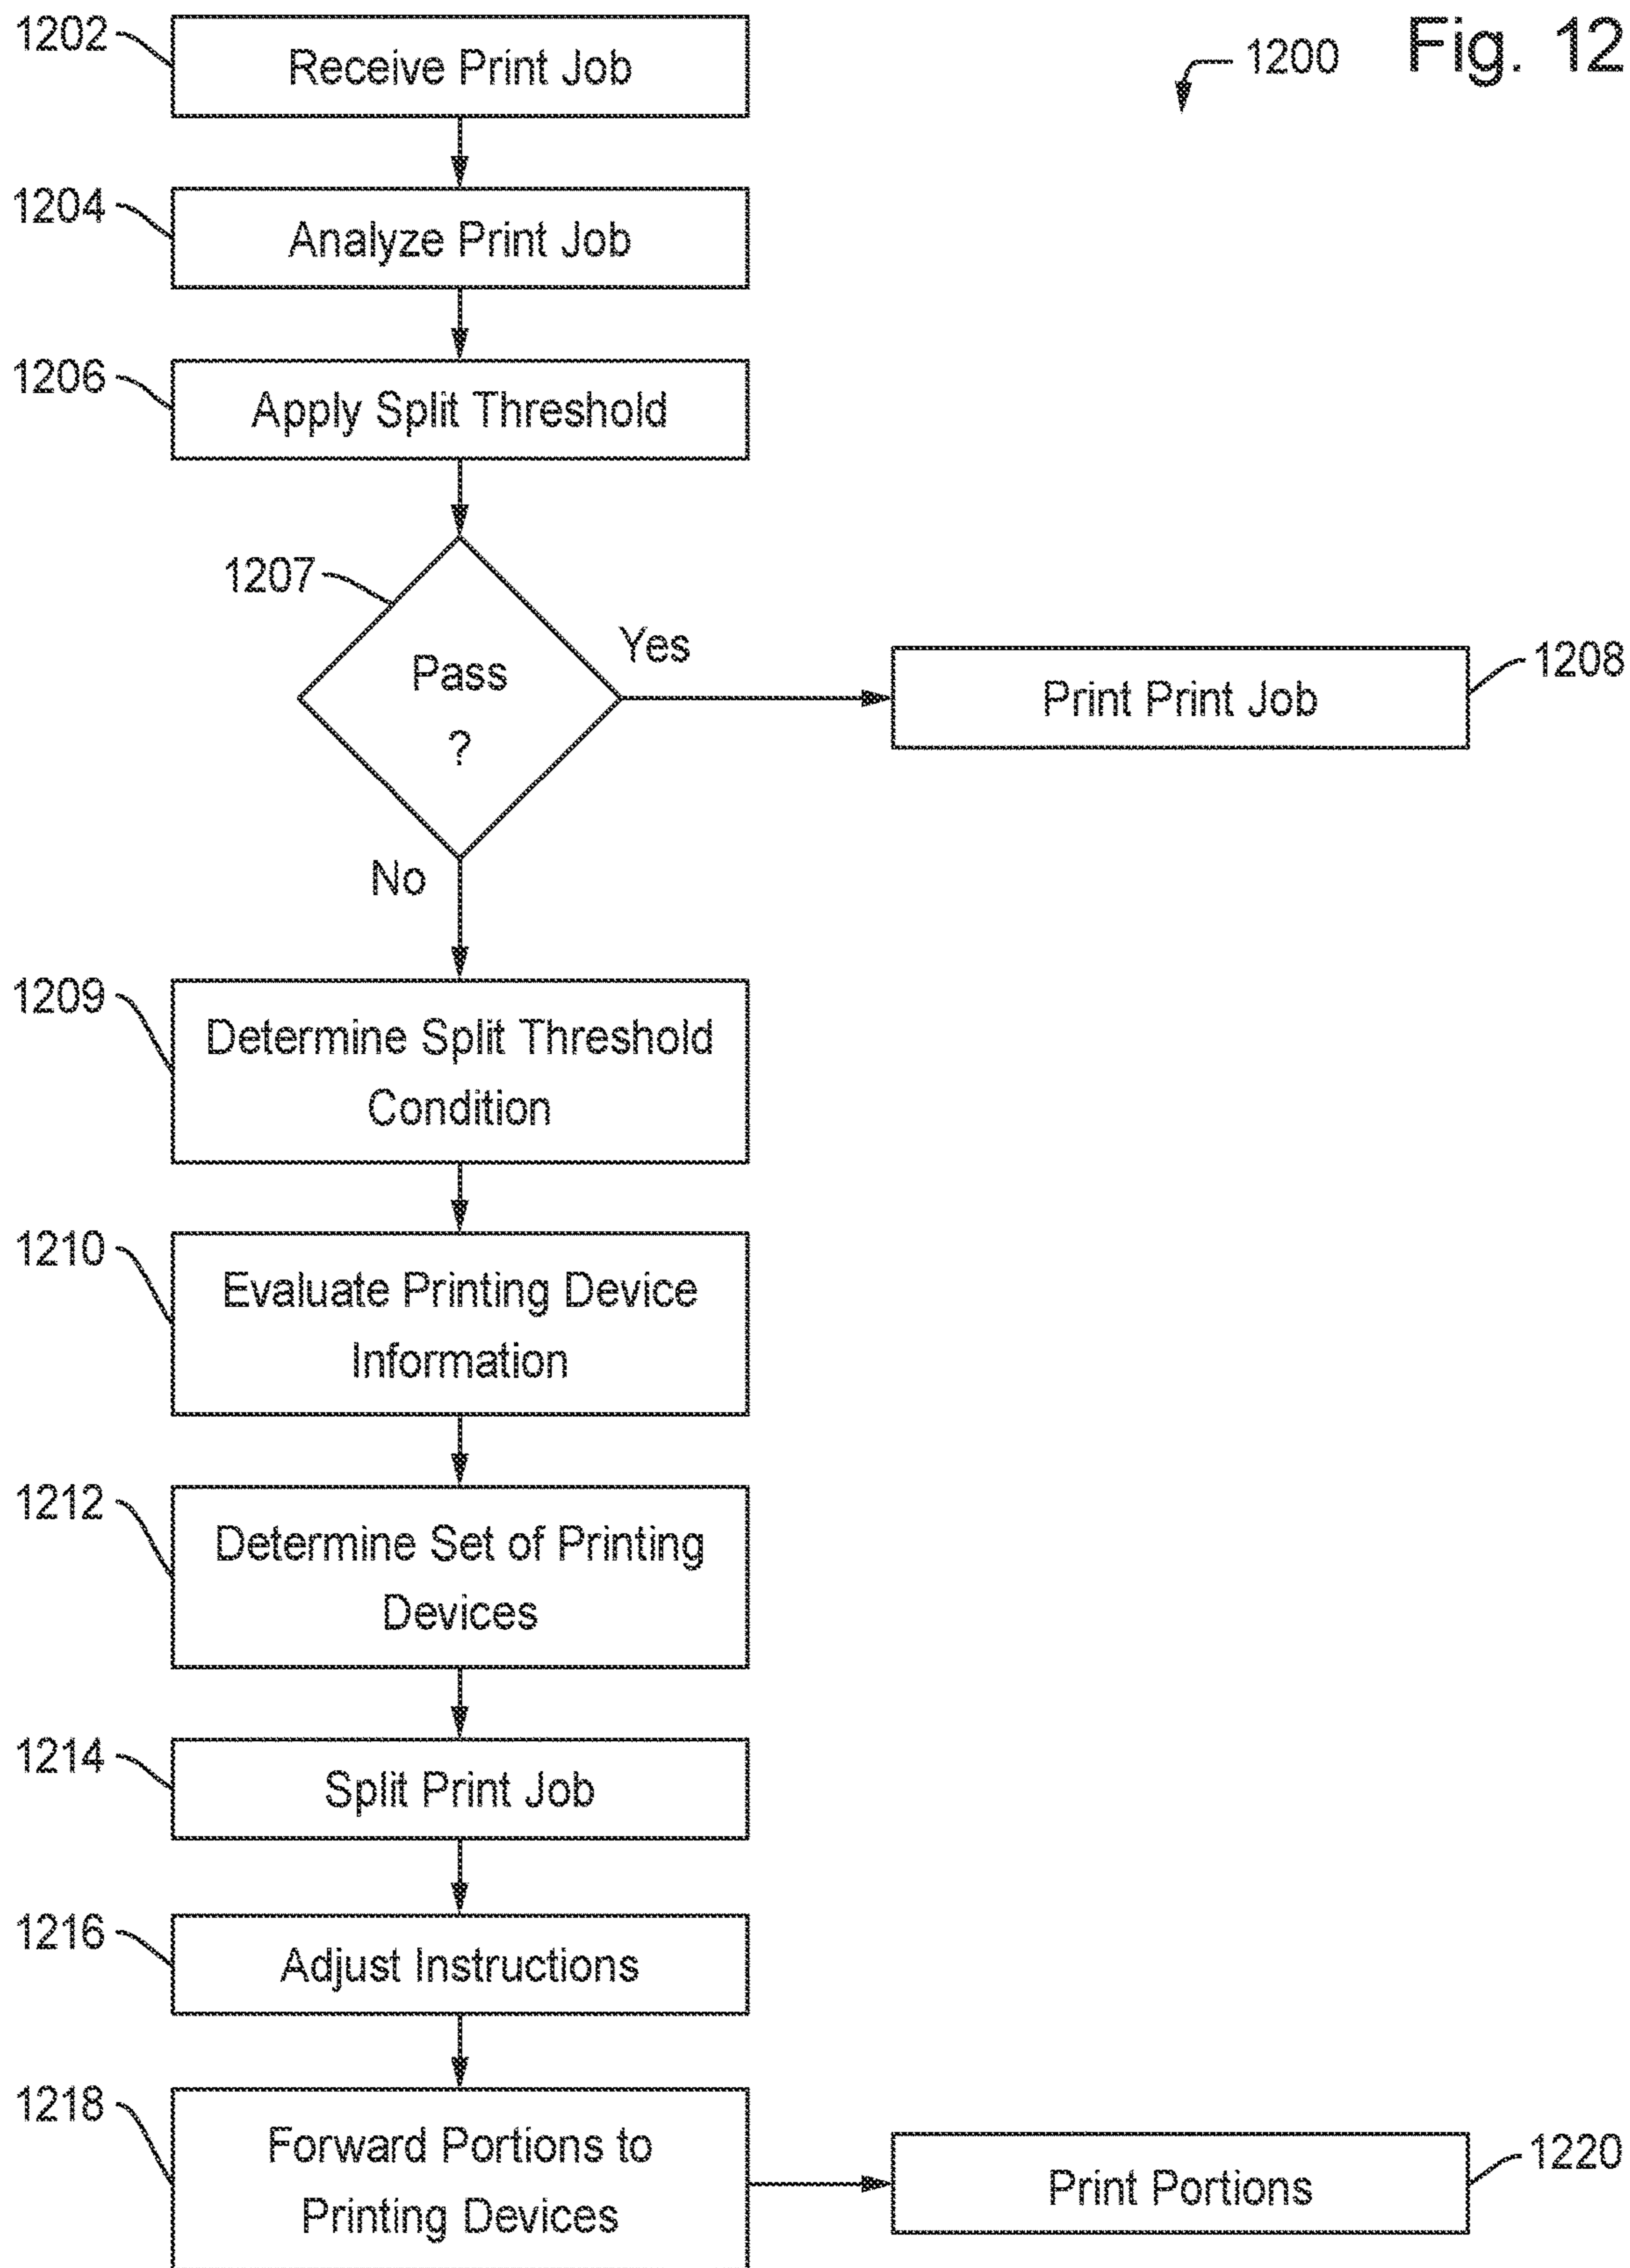 Fig. 12
1200
1202
Receive Print Job
1204
Analyze Print Job
1206
Apply Split Threshold
1207
Pass
?
Yes
1208
Print Print Job
No
1209
Determine Split Threshold
Condition
1210
Evaluate Printing Device
Information
1212
Determine Set of Printing
Devices
1214
Split Print Job
1216
Adjust Instructions
1218
Forward Portions to
Printing Devices
1220
Print Portions